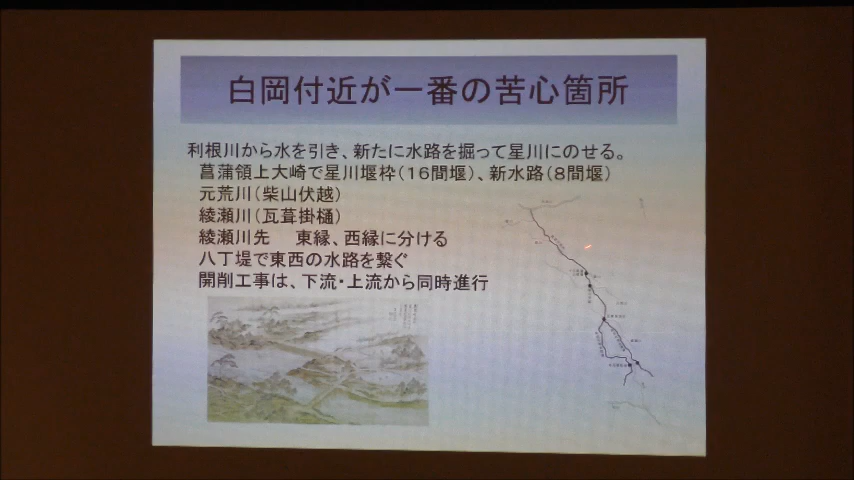 白岡付近が一番の苦心箇所
利根川から水を引き、新たに水路を掘って星川にのせる。
菖蒲領上大崎で星川堰枠(16間堰)、新水路(8間堰)
元荒川(柴山伏越)
綾瀬川(瓦葺掛樋)
綾瀬川先　東縁、西縁に分ける
八丁堤で東西の水路を繋ぐ
開削工事は、下流・上流から同時進行